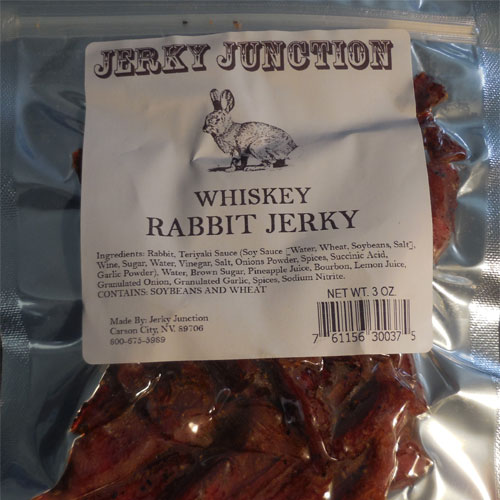 JERKY JUNCTION
WHISKEY
RABBIT JERKY
Ingredients: Rabbit, Teriyaki Sauce (Soy Sauce [Water, Wheat, Soybeans, Salt],
Wine, Sugar, Water, Vinegar, Salt, Onions Powder, Spices, Succinic Acid,
Garlic Powder), Water, Brown Sugar, Pineapple Juice, Bourbon, Lemon Juice,
Granulated Onion, Granulated Garlic, Spices, Sodium Nitrite.
CONTAINS: SOYBEANS AND WHEAT
NET WT. 3 OZ.
Made By: Jerky Junction
Carson City, NV. 89706
800-675-3989
7 61156 30037 5